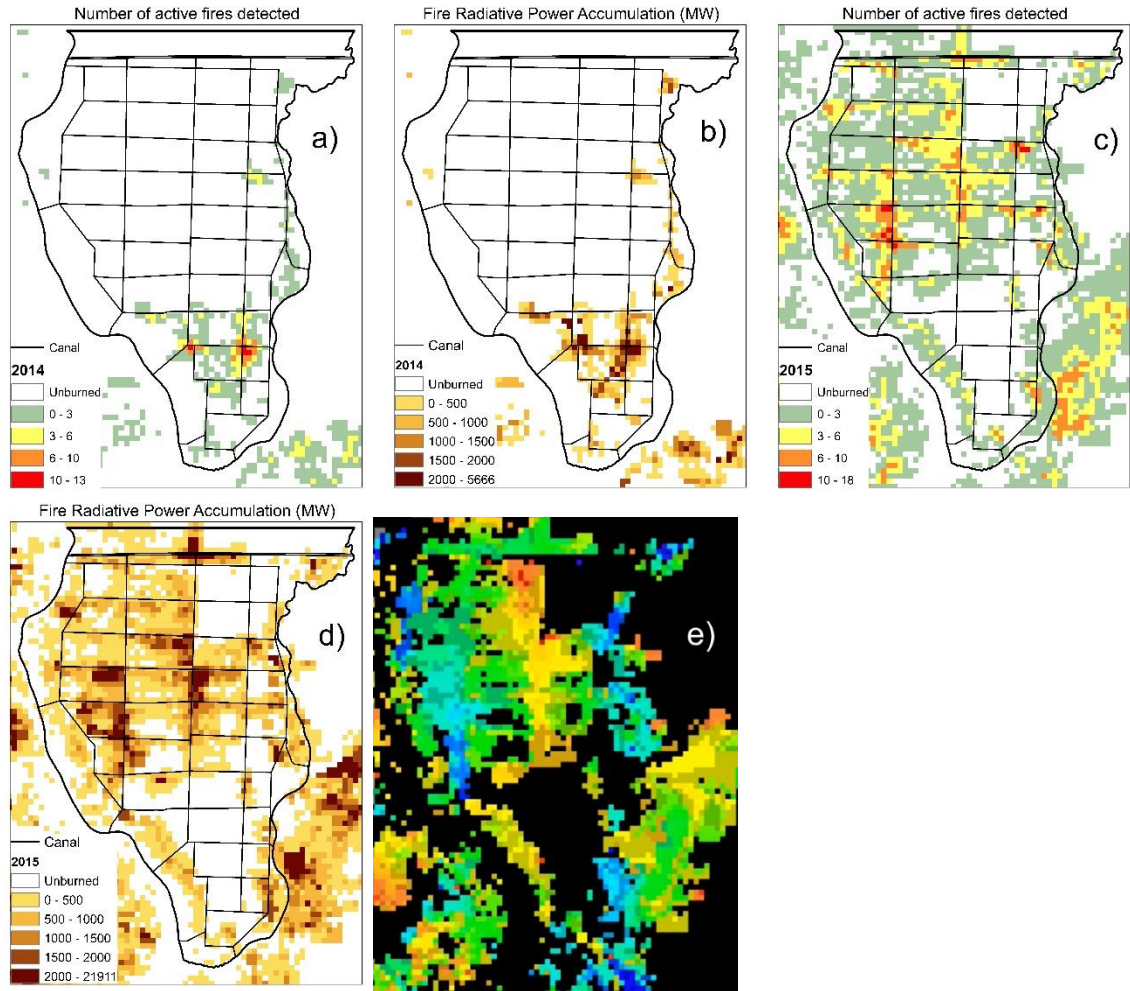 Number of active fires detected
a)
Canal
2014
Unburned
0 - 3
3 - 6
6 - 10
10 - 13
Fire Radiative Power Accumulation (MW)
b)
Canal
2014
Unburned
0 - 500
500 - 1000
1000 - 1500
1500 - 2000
2000 - 5666
Number of active fires detected
c)
Canal
2015
Unburned
0 - 3
3 - 6
6 - 10
10 - 18
Fire Radiative Power Accumulation (MW)
d)
Canal
2015
Unburned
0 - 500
500 - 1000
1000 - 1500
1500 - 2000
2000 - 21911
e)